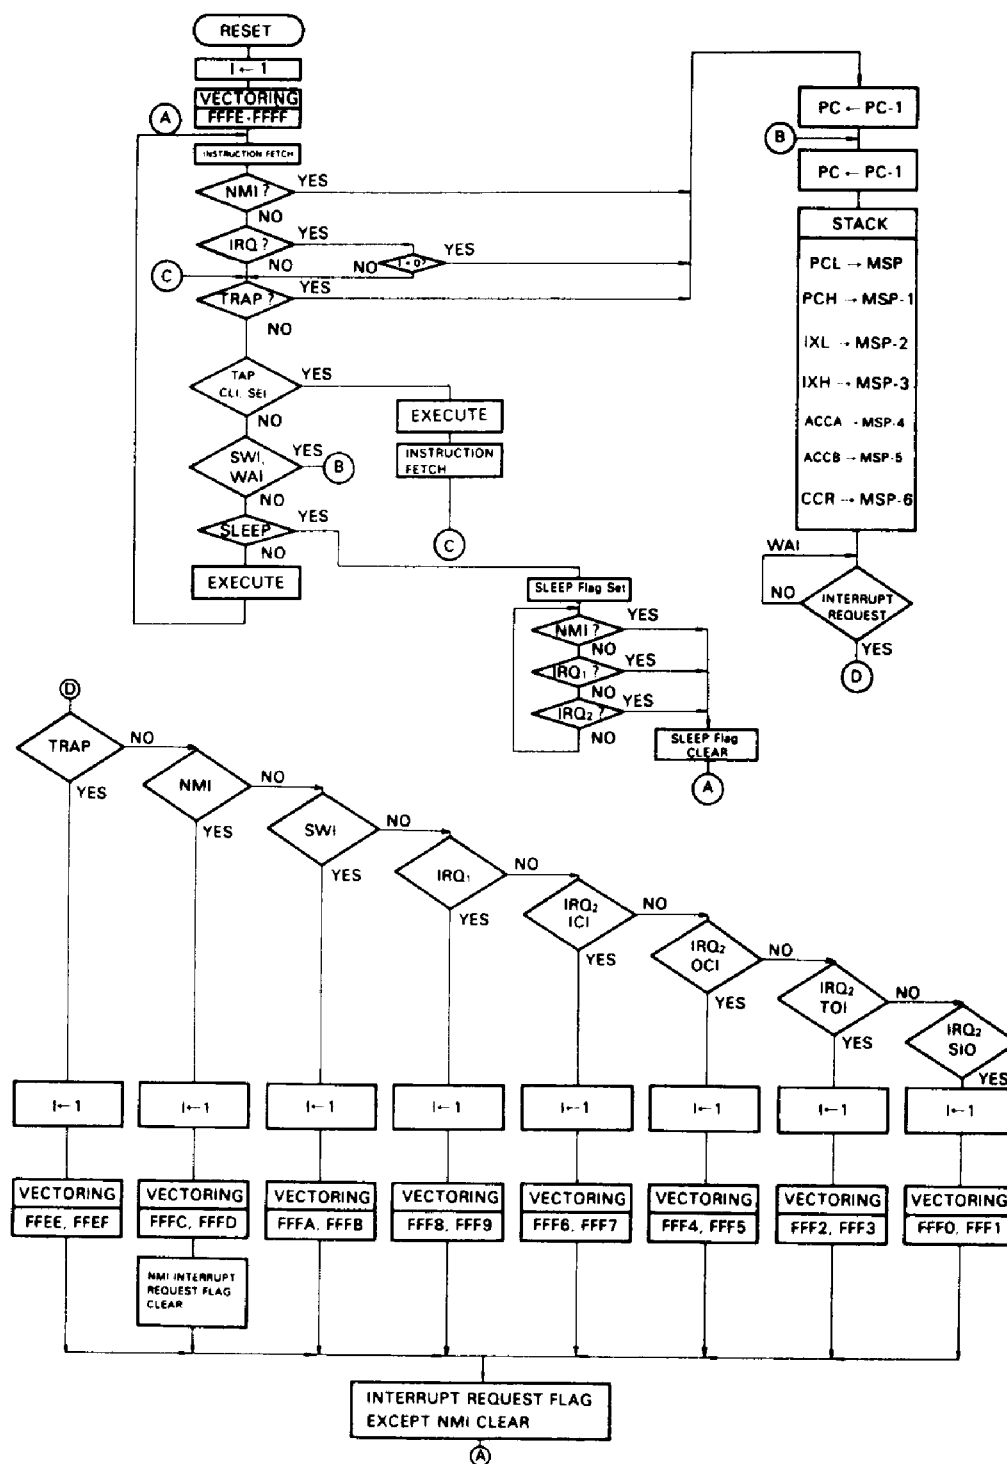 RESET
I ← 1
VECTORING
FFFE - FFFF
A
INSTRUCTION FETCH
NMI ?
YES
NO
IRQ ?
YES
NO
I = 0?
YES
NO
C
TRAP ?
YES
NO
TAP
CLI, SEI
YES
NO
EXECUTE
INSTRUCTION
FETCH
C
SWI,
WAI
YES
B
NO
SLEEP
YES
NO
EXECUTE
PC ← PC-1
B
PC ← PC-1
STACK
PCL → MSP
PCH → MSP-1
IXL → MSP-2
IXH → MSP-3
ACCA → MSP-4
ACCB → MSP-5
CCR → MSP-6
WAI
NO
INTERRUPT
REQUEST
YES
D
SLEEP Flag Set
NMI ?
YES
NO
IRQ₁ ?
YES
NO
IRQ₂ ?
YES
NO
SLEEP Flag
CLEAR
A
D
TRAP
NO
YES
NMI
NO
YES
SWI
NO
YES
IRQ₁
NO
YES
IRQ₂
ICI
NO
YES
IRQ₂
OCI
NO
YES
IRQ₂
TOI
NO
YES
IRQ₂
SIO
YES
I ← 1
I ← 1
I ← 1
I ← 1
I ← 1
I ← 1
I ← 1
I ← 1
VECTORING
FFEE, FFEF
VECTORING
FFFC, FFFD
VECTORING
FFFA, FFFB
VECTORING
FFF8, FFF9
VECTORING
FFF6, FFF7
VECTORING
FFF4, FFF5
VECTORING
FFF2, FFF3
VECTORING
FFF0, FFF1
NMI INTERRUPT
REQUEST FLAG
CLEAR
INTERRUPT REQUEST FLAG
EXCEPT NMI CLEAR
A